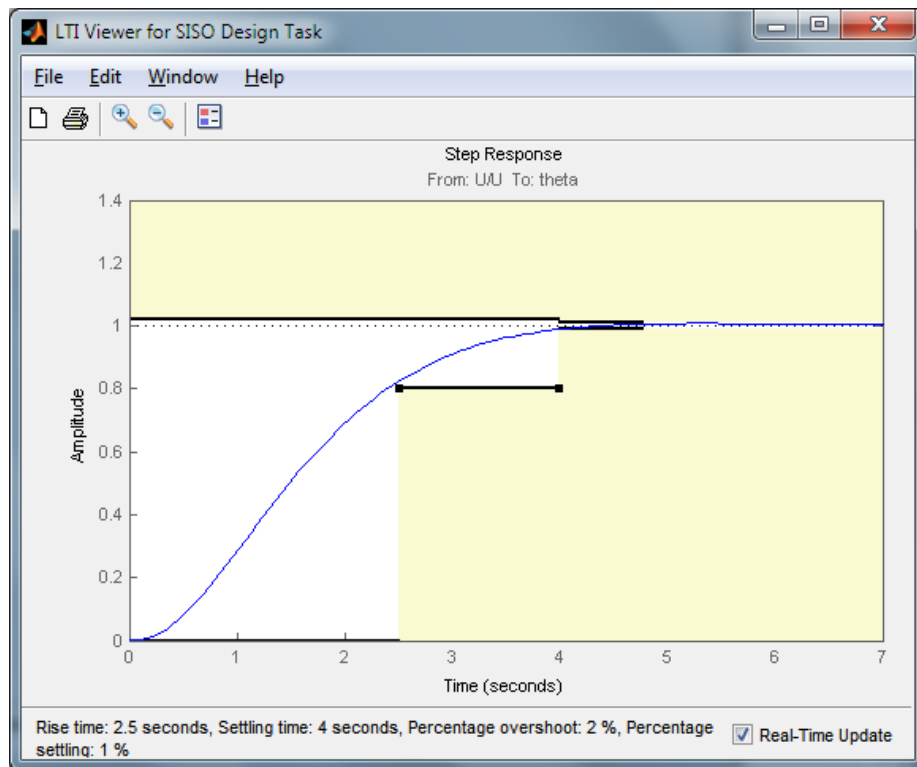 LTI Viewer for SISO Design Task
File Edit Window Help
Step Response
From: U/U To: theta
1.4
1.2
1
0.8
0.6
0.4
0.2
0
Amplitude
0 1 2 3 4 5 6 7
Time (seconds)
Rise time: 2.5 seconds, Settling time: 4 seconds, Percentage overshoot: 2 %, Percentage
settling: 1 %
Real-Time Update